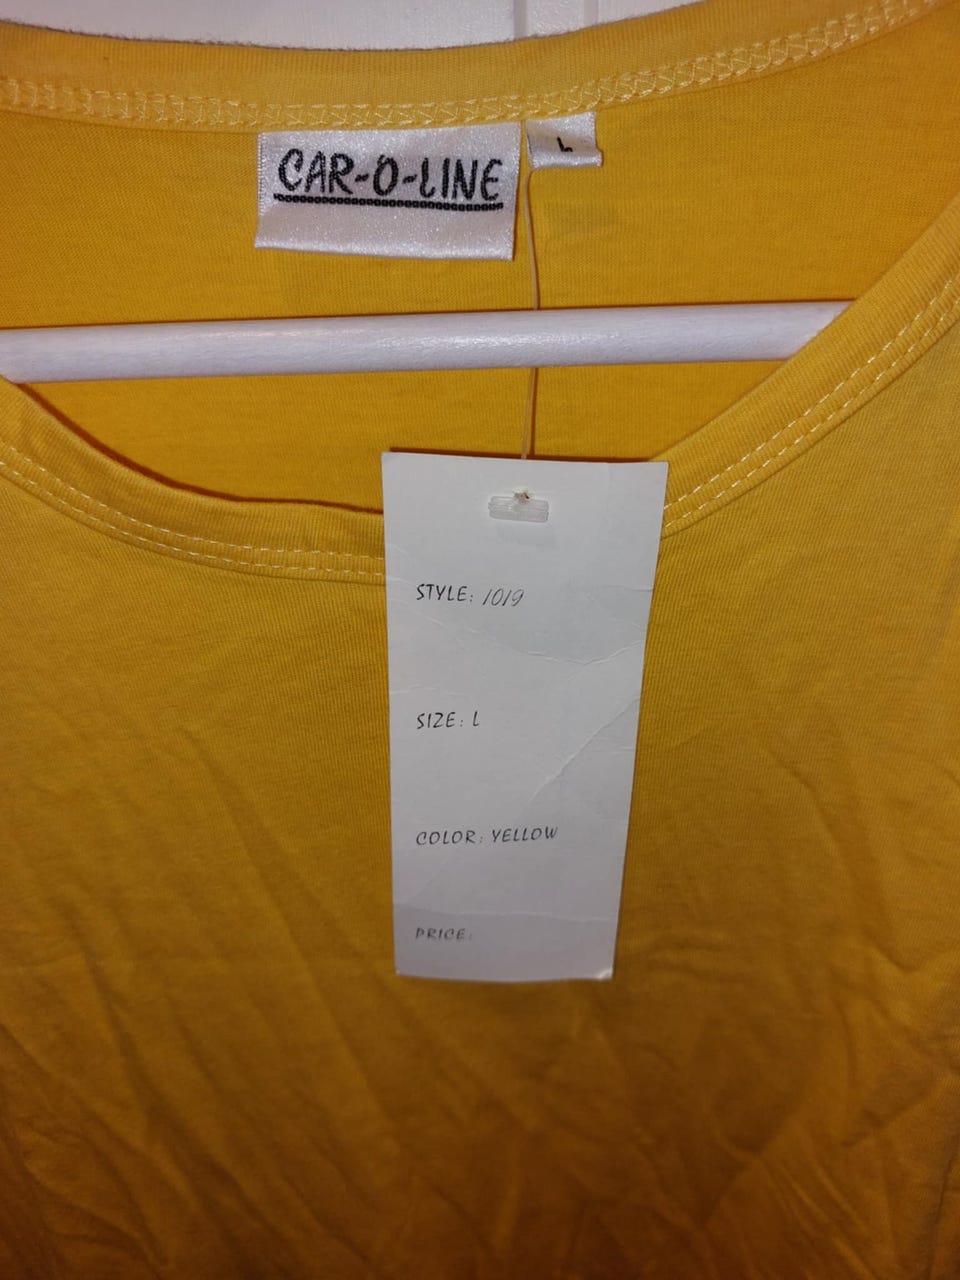 CAR-O-LINE
L
STYLE: 1019
SIZE: L
COLOR: YELLOW
PRICE: